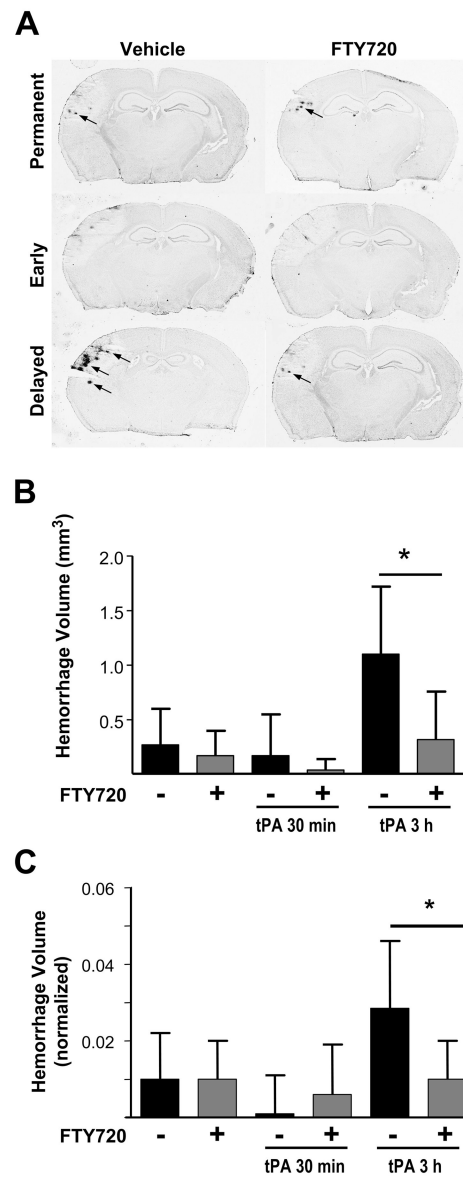 A
Vehicle FTY720
Permanent
Early
Delayed
B
Hemorrhage Volume (mm³)
2.0
1.5
1.0
0.5
*
FTY720 - + - + - +
tPA 30 min tPA 3 h
C
Hemorrhage Volume
(normalized)
0.06
0.04
0.02
*
FTY720 - + - + - +
tPA 30 min tPA 3 h